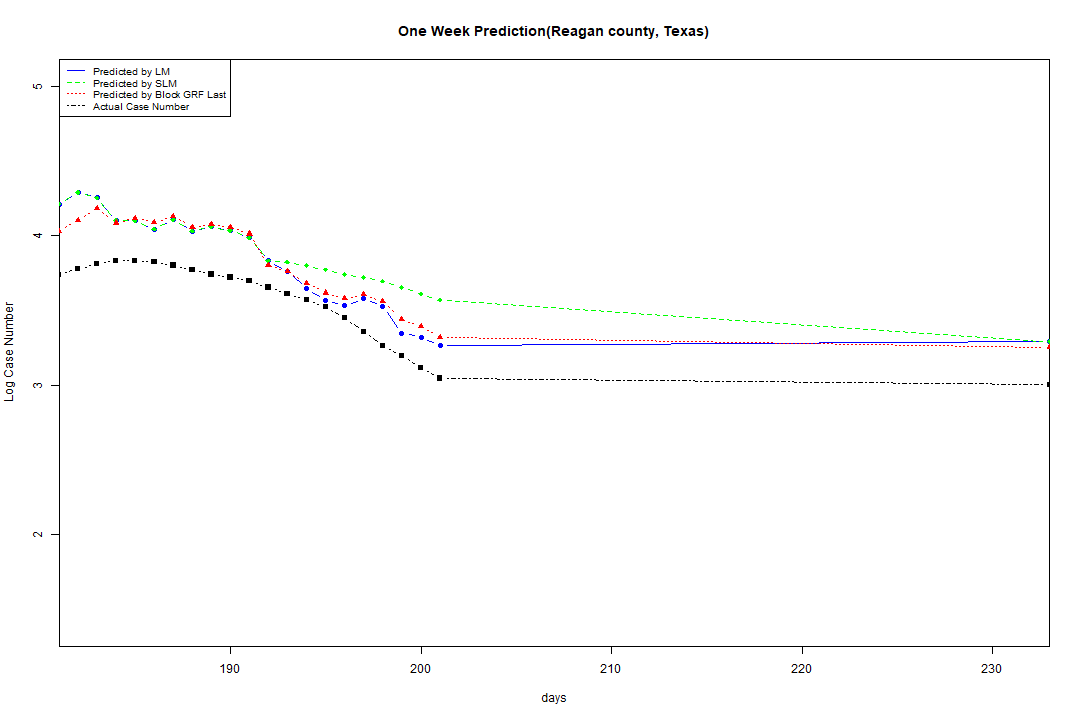 One Week Prediction(Reagan county, Texas)
Predicted by LM
Predicted by SLM
Predicted by Block GRF Last
Actual Case Number
5
4
3
2
Log Case Number
190
200
210
220
230
days